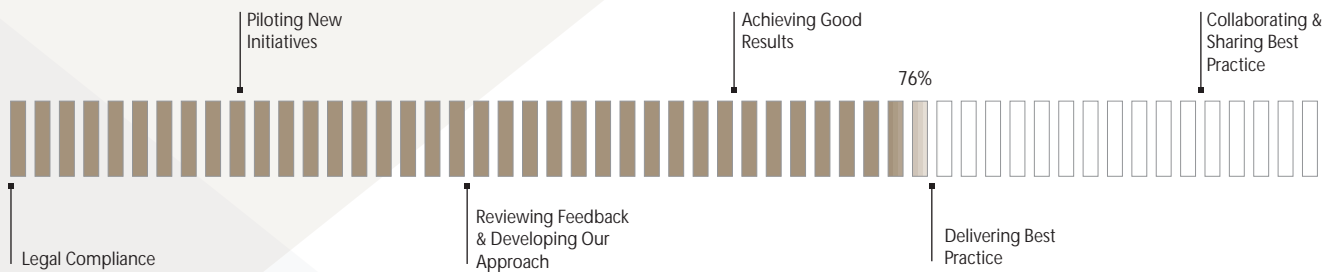 Piloting New
Initiatives
Achieving Good
Results
Collaborating &
Sharing Best
Practice
76%
Legal Compliance
Reviewing Feedback
& Developing Our
Approach
Delivering Best
Practice